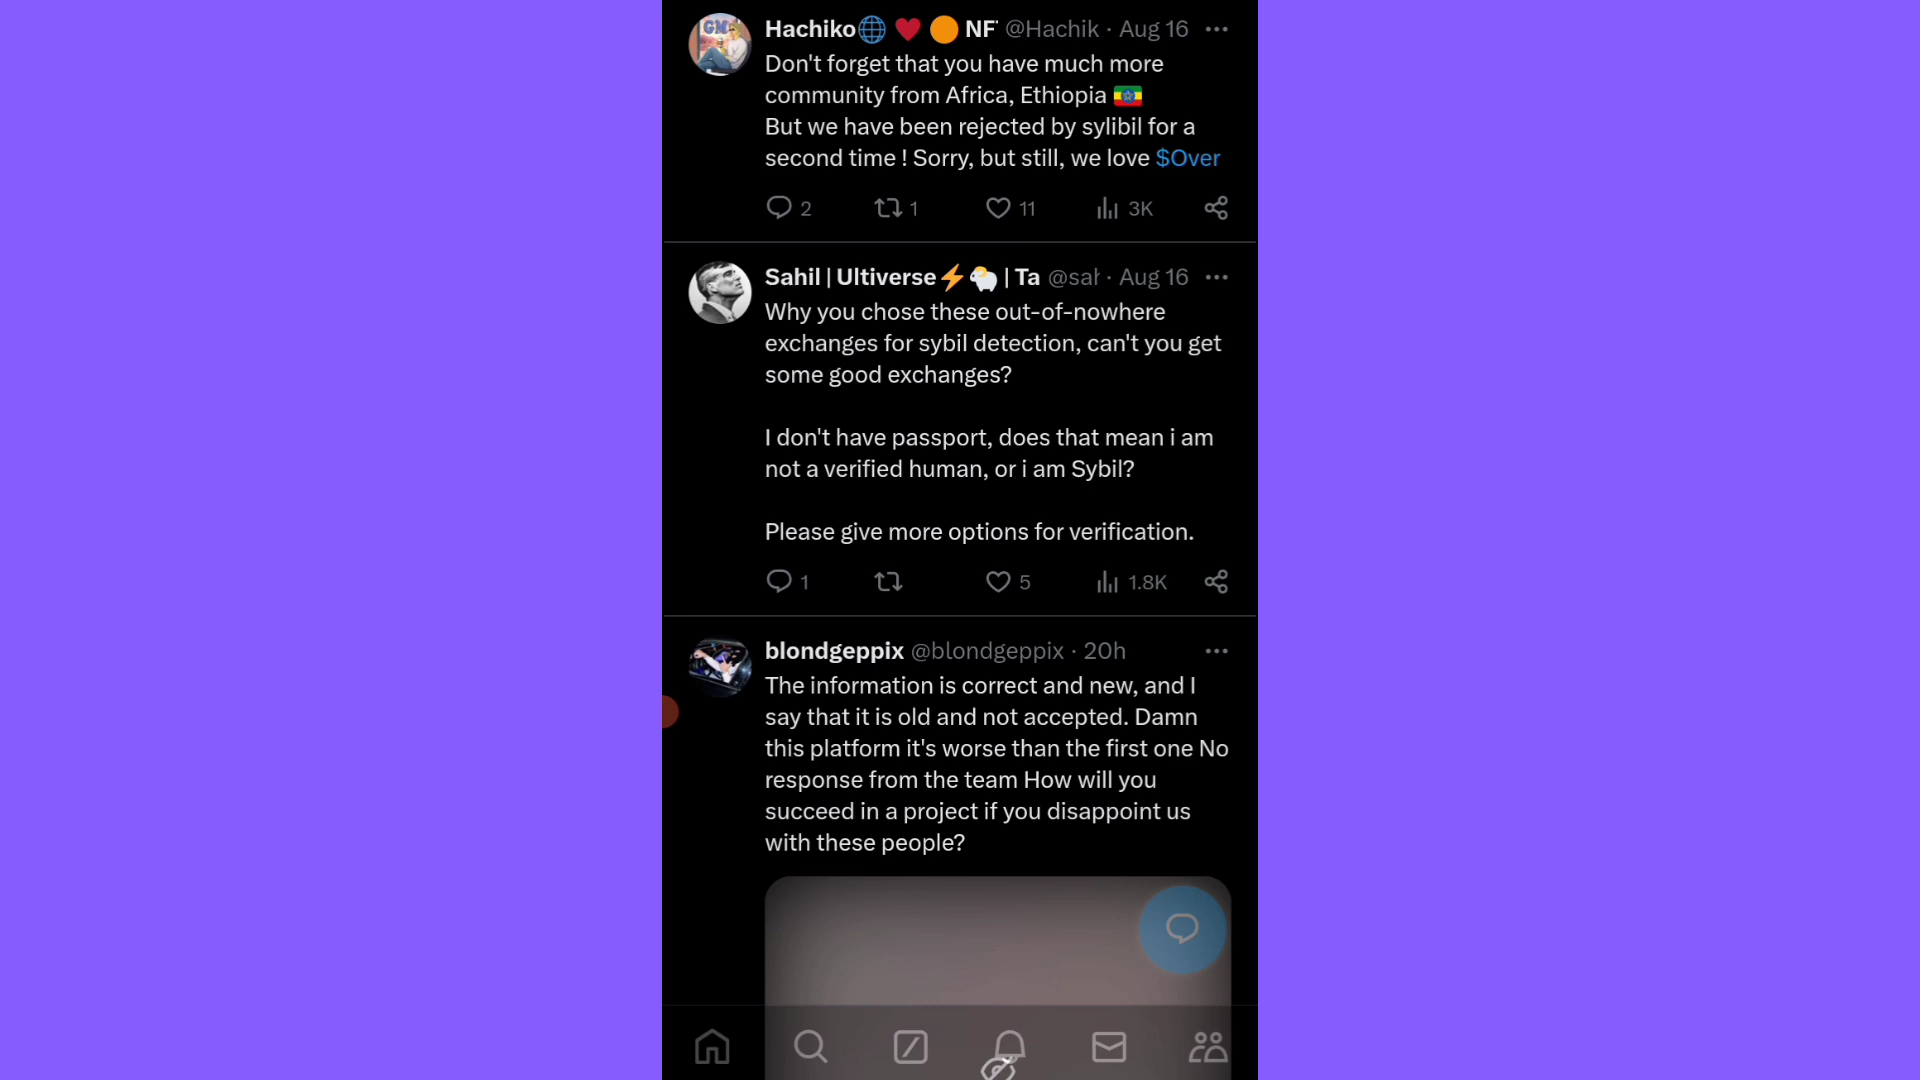 Hachiko🌐 ❤️ 🟠 NF @Hachik · Aug 16
Don't forget that you have much more
community from Africa, Ethiopia 🇪🇹
But we have been rejected by sylibil for a
second time ! Sorry, but still, we love $Over
2 1 11 3K
Sahil | Ultiverse⚡🐑 | Ta @sał · Aug 16
Why you chose these out-of-nowhere
exchanges for sybil detection, can't you get
some good exchanges?
I don't have passport, does that mean i am
not a verified human, or i am Sybil?
Please give more options for verification.
1 5 1.8K
blondgeppix @blondgeppix · 20h
The information is correct and new, and I
say that it is old and not accepted. Damn
this platform it's worse than the first one No
response from the team How will you
succeed in a project if you disappoint us
with these people?